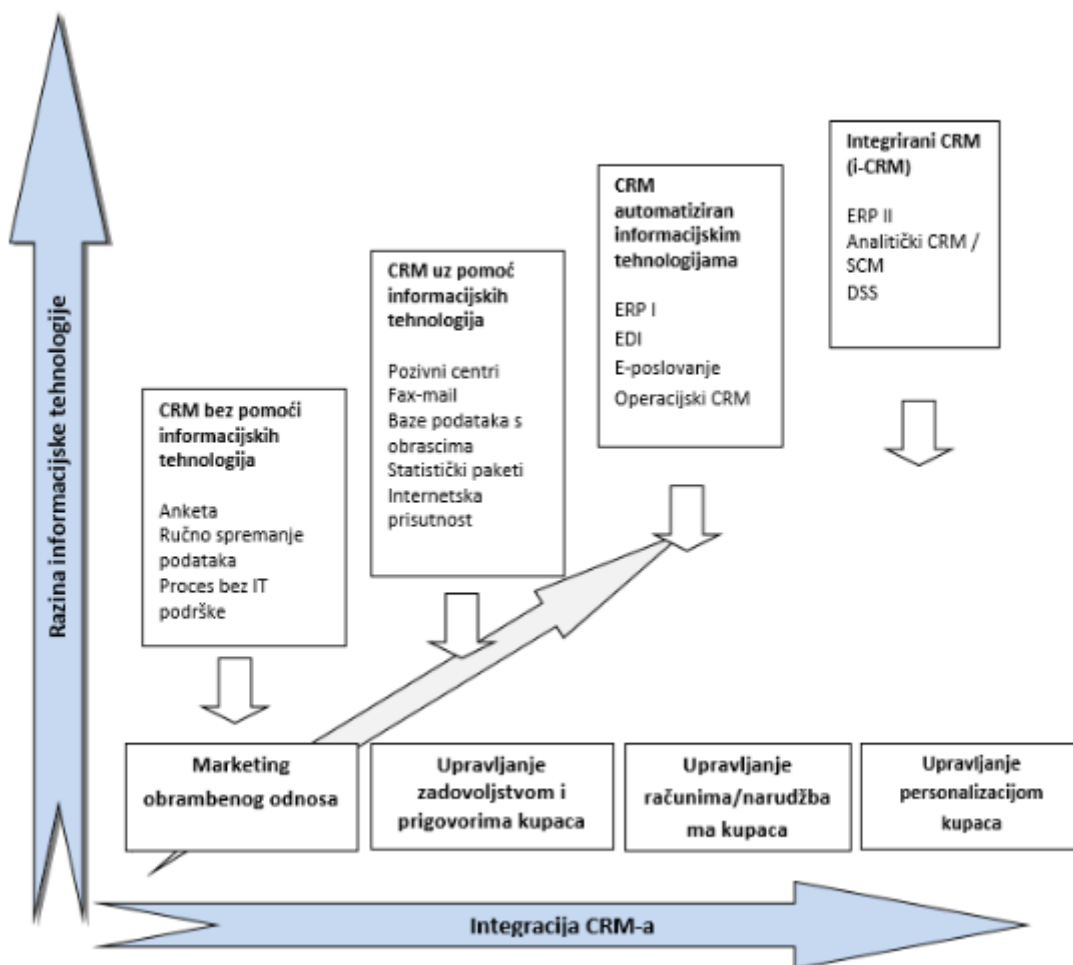 Razina informacijske tehnologije
CRM bez pomoći
informacijskih
tehnologija
Anketa
Ručno spremanje
podataka
Proces bez IT
podrške
CRM uz pomoć
informacijskih
tehnologija
Pozivni centri
Fax-mail
Baze podataka s
obrascima
Statistički paketi
Internetska
prisutnost
CRM
automatiziran
informacijskim
tehnologijama
ERP I
EDI
E-poslovanje
Operacijski CRM
Integrirani CRM
(i-CRM)
ERP II
Analitički CRM /
SCM
DSS
Marketing
obrambenog odnosa
Upravljanje
zadovoljstvom i
prigovorima kupaca
Upravljanje
računima/narudžba
ma kupaca
Upravljanje
personalizacijom
kupaca
Integracija CRM-a